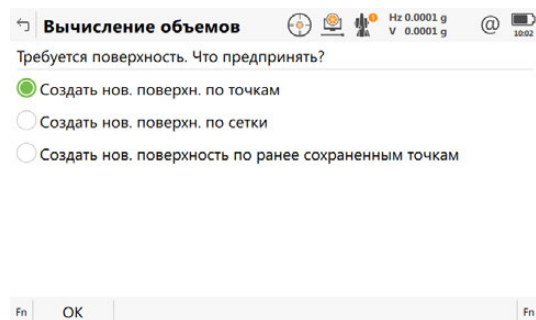 Вычисление объемов
Hz 0.0001 g
V 0.0001 g
@
10:02
Требуется поверхность. Что предпринять?
Создать нов. поверхн. по точкам
Создать нов. поверхн. по сетки
Создать нов. поверхность по ранее сохраненным точкам
Fn OK Fn